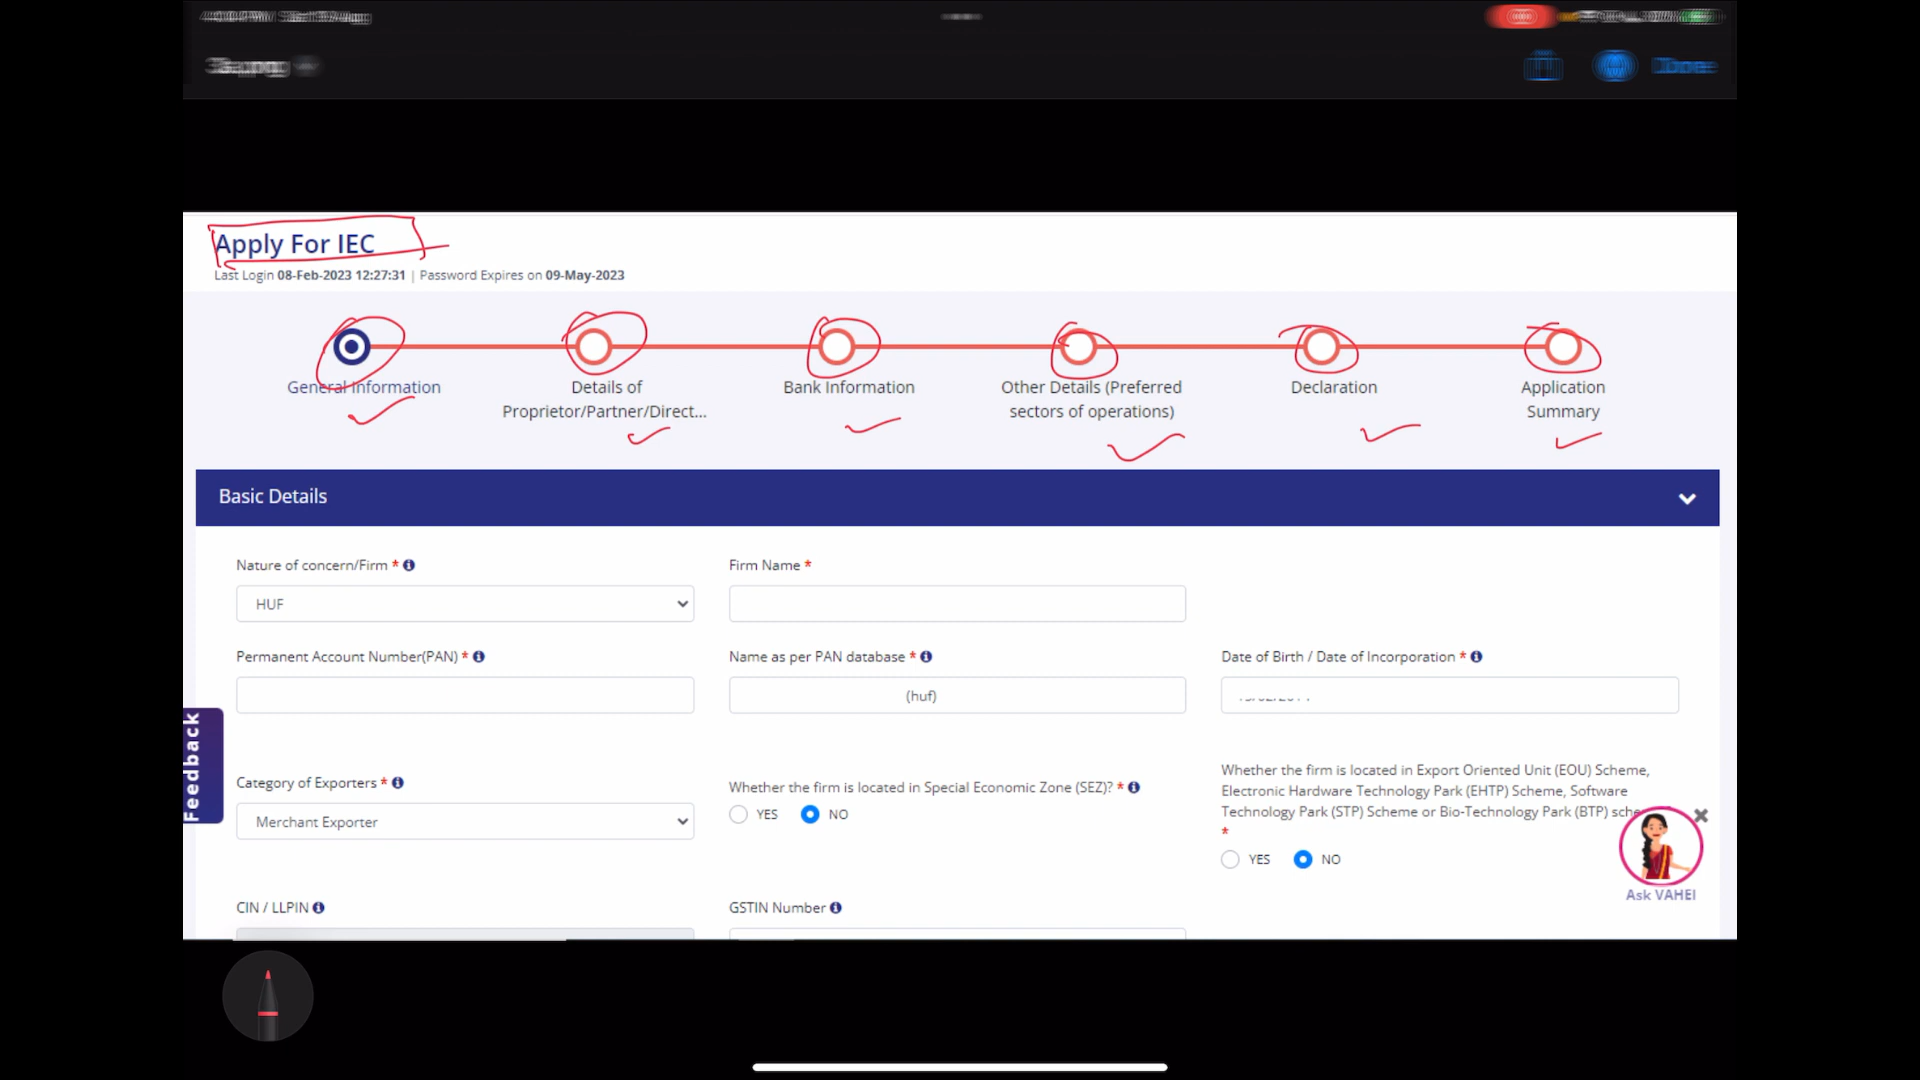 Apply For IEC
Last Login 08-Feb-2023 12:27:31 | Password Expires on 09-May-2023
General Information
Details of
Proprietor/Partner/Direct...
Bank Information
Other Details (Preferred
sectors of operations)
Declaration
Application
Summary
Basic Details
Nature of concern/Firm *
HUF
Firm Name *
Permanent Account Number(PAN) *
Name as per PAN database *
(huf)
Date of Birth / Date of Incorporation *
Feedback
Category of Exporters *
Merchant Exporter
Whether the firm is located in Special Economic Zone (SEZ)? *
YES NO
Whether the firm is located in Export Oriented Unit (EOU) Scheme,
Electronic Hardware Technology Park (EHTP) Scheme, Software
Technology Park (STP) Scheme or Bio-Technology Park (BTP)
*
YES NO
Ask VAHEI
CIN / LLPIN
GSTIN Number